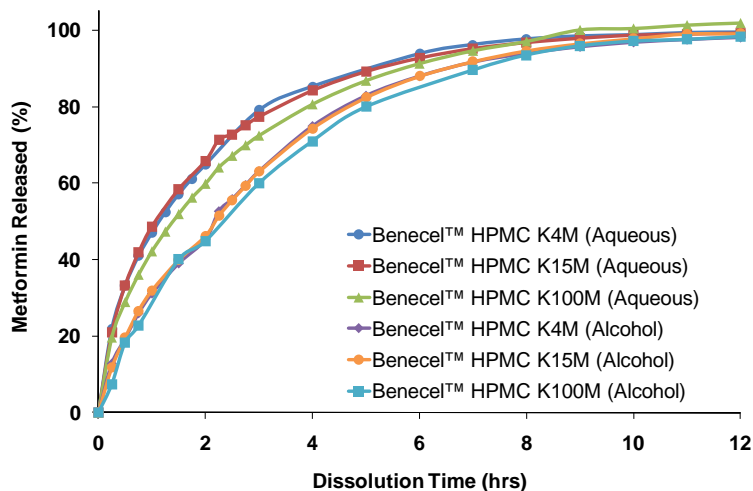 100
80
60
40
20
0
Metformin Released (%)
Benecel™ HPMC K4M (Aqueous)
Benecel™ HPMC K15M (Aqueous)
Benecel™ HPMC K100M (Aqueous)
Benecel™ HPMC K4M (Alcohol)
Benecel™ HPMC K15M (Alcohol)
Benecel™ HPMC K100M (Alcohol)
0 2 4 6 8 10 12
Dissolution Time (hrs)